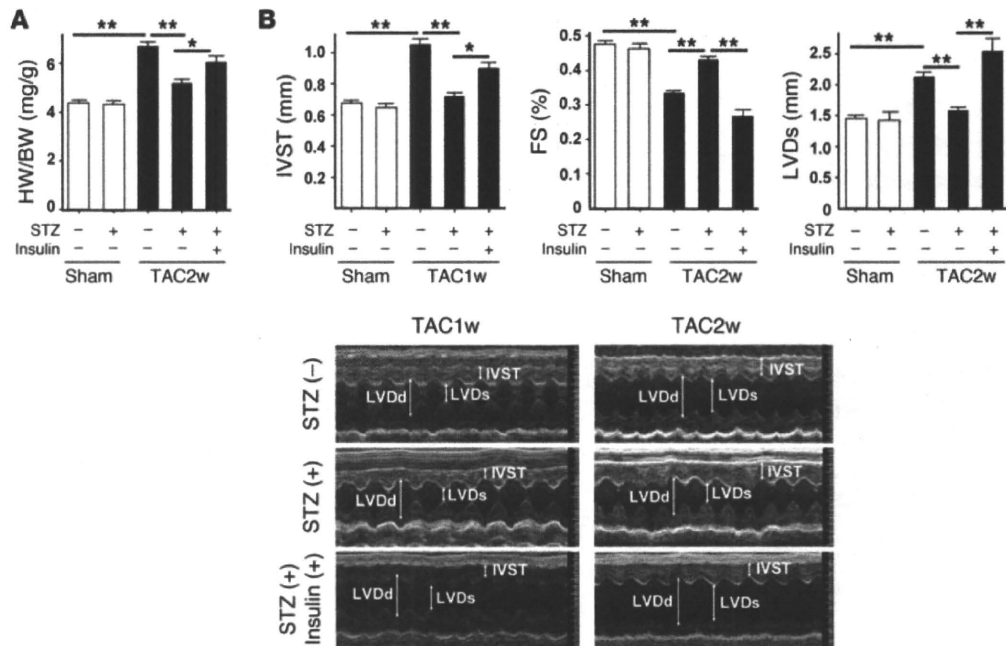 A
HW/BW (mg/g)
6
4
2
0
** **
*
STZ − + − + +
Insulin − − − − +
Sham TAC2w
B
IVST (mm)
1.0
0.8
0.6
0.4
0.2
0
** **
*
− + − + +
STZ
Insulin − − − − +
Sham TAC1w
FS (%)
0.5
0.4
0.3
0.2
0.1
0
**
** **
− + − + +
− − − − +
Sham TAC2w
LVDs (mm)
2.5
2.0
1.5
1.0
0.5
0
**
** **
− + − + +
− − − − +
Sham TAC2w
TAC1w TAC2w
STZ (−)
IVST
LVDd LVDs
IVST
LVDd LVDs
STZ (+)
IVST
LVDd LVDs
IVST
LVDd LVDs
STZ (+)
Insulin (+)
IVST
LVDd LVDs
IVST
LVDd LVDs